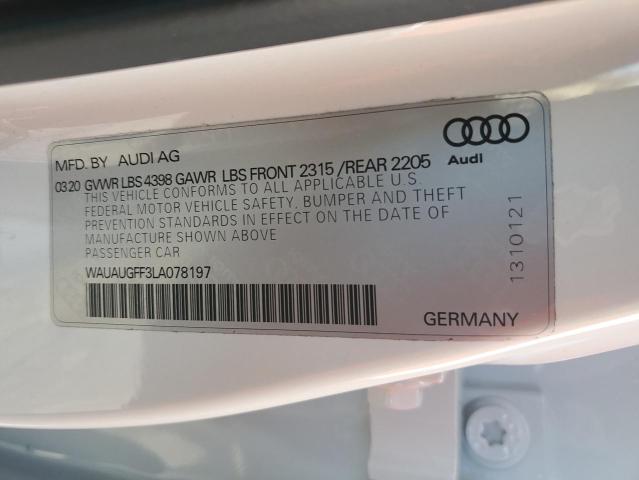 MFD. BY AUDI AG
Audi
03.20 GVWR LBS 4398 GAWR LBS FRONT 2315 / REAR 2205
THIS VEHICLE CONFORMS TO ALL APPLICABLE U.S.
FEDERAL MOTOR VEHICLE SAFETY, BUMPER AND THEFT
PREVENTION STANDARDS IN EFFECT ON THE DATE OF
MANUFACTURE SHOWN ABOVE
PASSENGER CAR
WAUAUGFF3LA078197
GERMANY
1310121